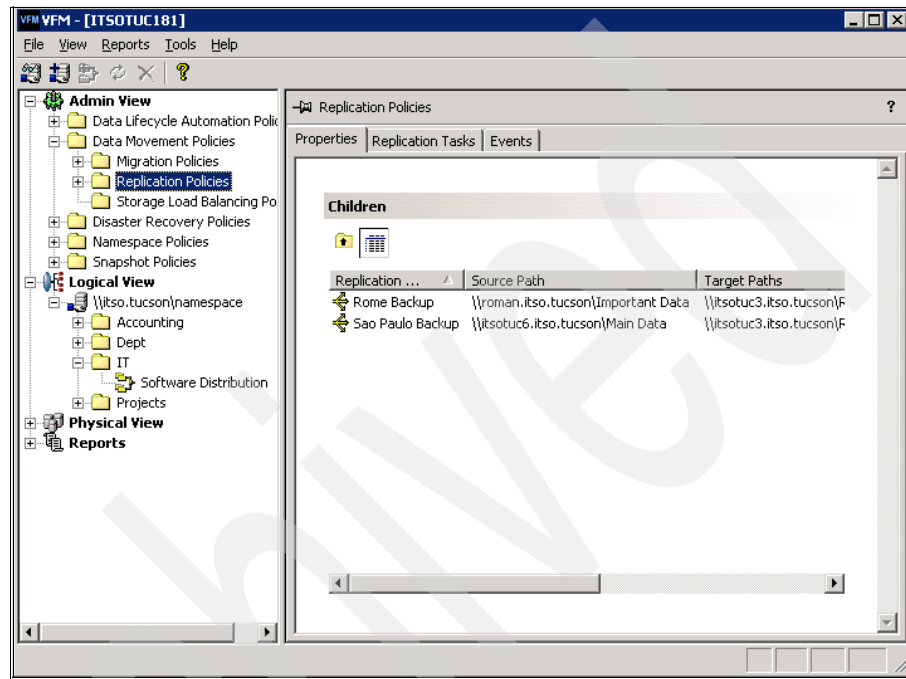 VFM VFM - [ITSOTUC181]
File View Reports Tools Help
Admin View
Data Lifecycle Automation Polic
Data Movement Policies
Migration Policies
Replication Policies
Storage Load Balancing Po
Disaster Recovery Policies
Namespace Policies
Snapshot Policies
Logical View
\\itso.tucson\namespace
Accounting
Dept
IT
Software Distribution
Projects
Physical View
Reports
Replication Policies ?
Properties Replication Tasks Events
Children
Replication ... Source Path Target Paths
Rome Backup \\roman.itso.tucson\Important Data \\itsotuc3.itso.tucson\F
Sao Paulo Backup \\itsotuc6.itso.tucson\Main Data \\itsotuc3.itso.tucson\F
hived